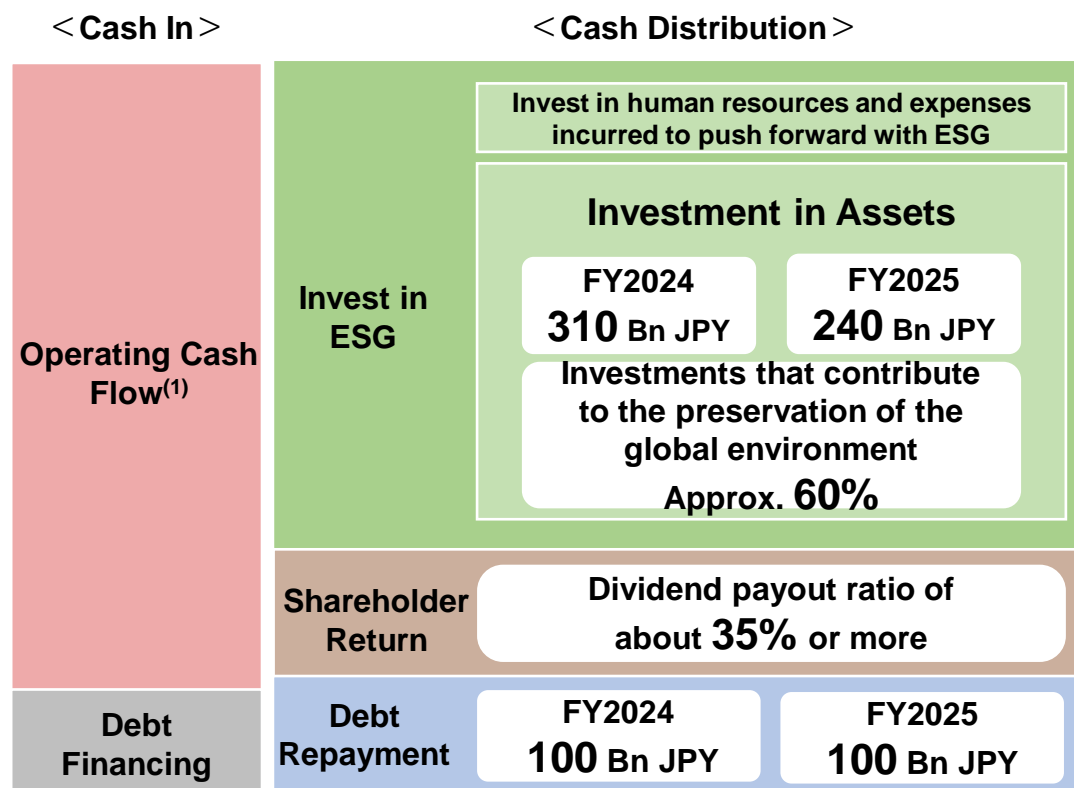 ＜Cash In＞
＜Cash Distribution＞
Operating Cash
Flow(1)
Debt
Financing
Invest in
ESG
Invest in human resources and expenses
incurred to push forward with ESG
Investment in Assets
FY2024
310 Bn JPY
FY2025
240 Bn JPY
Investments that contribute
to the preservation of the
global environment
Approx. 60%
Shareholder
Return
Dividend payout ratio of
about 35% or more
Debt
Repayment
FY2024
100 Bn JPY
FY2025
100 Bn JPY